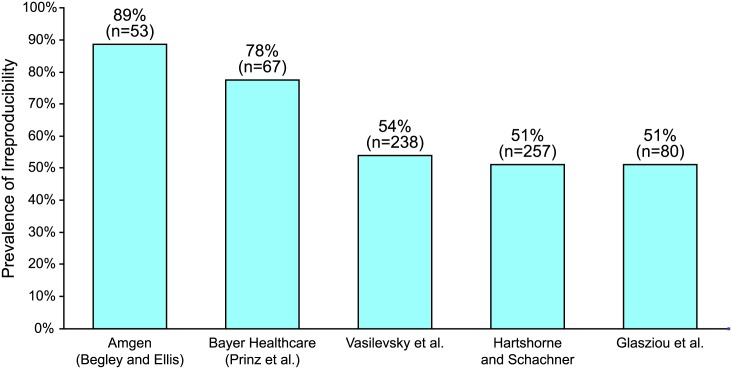 Prevalence of Irreproducibility
100%
90%
80%
70%
60%
50%
40%
30%
20%
10%
0%
89%
(n=53)
78%
(n=67)
54%
(n=238)
51%
(n=257)
51%
(n=80)
Amgen
(Begley and Ellis)
Bayer Healthcare
(Prinz et al.)
Vasilevsky et al.
Hartshorne
and Schachner
Glasziou et al.